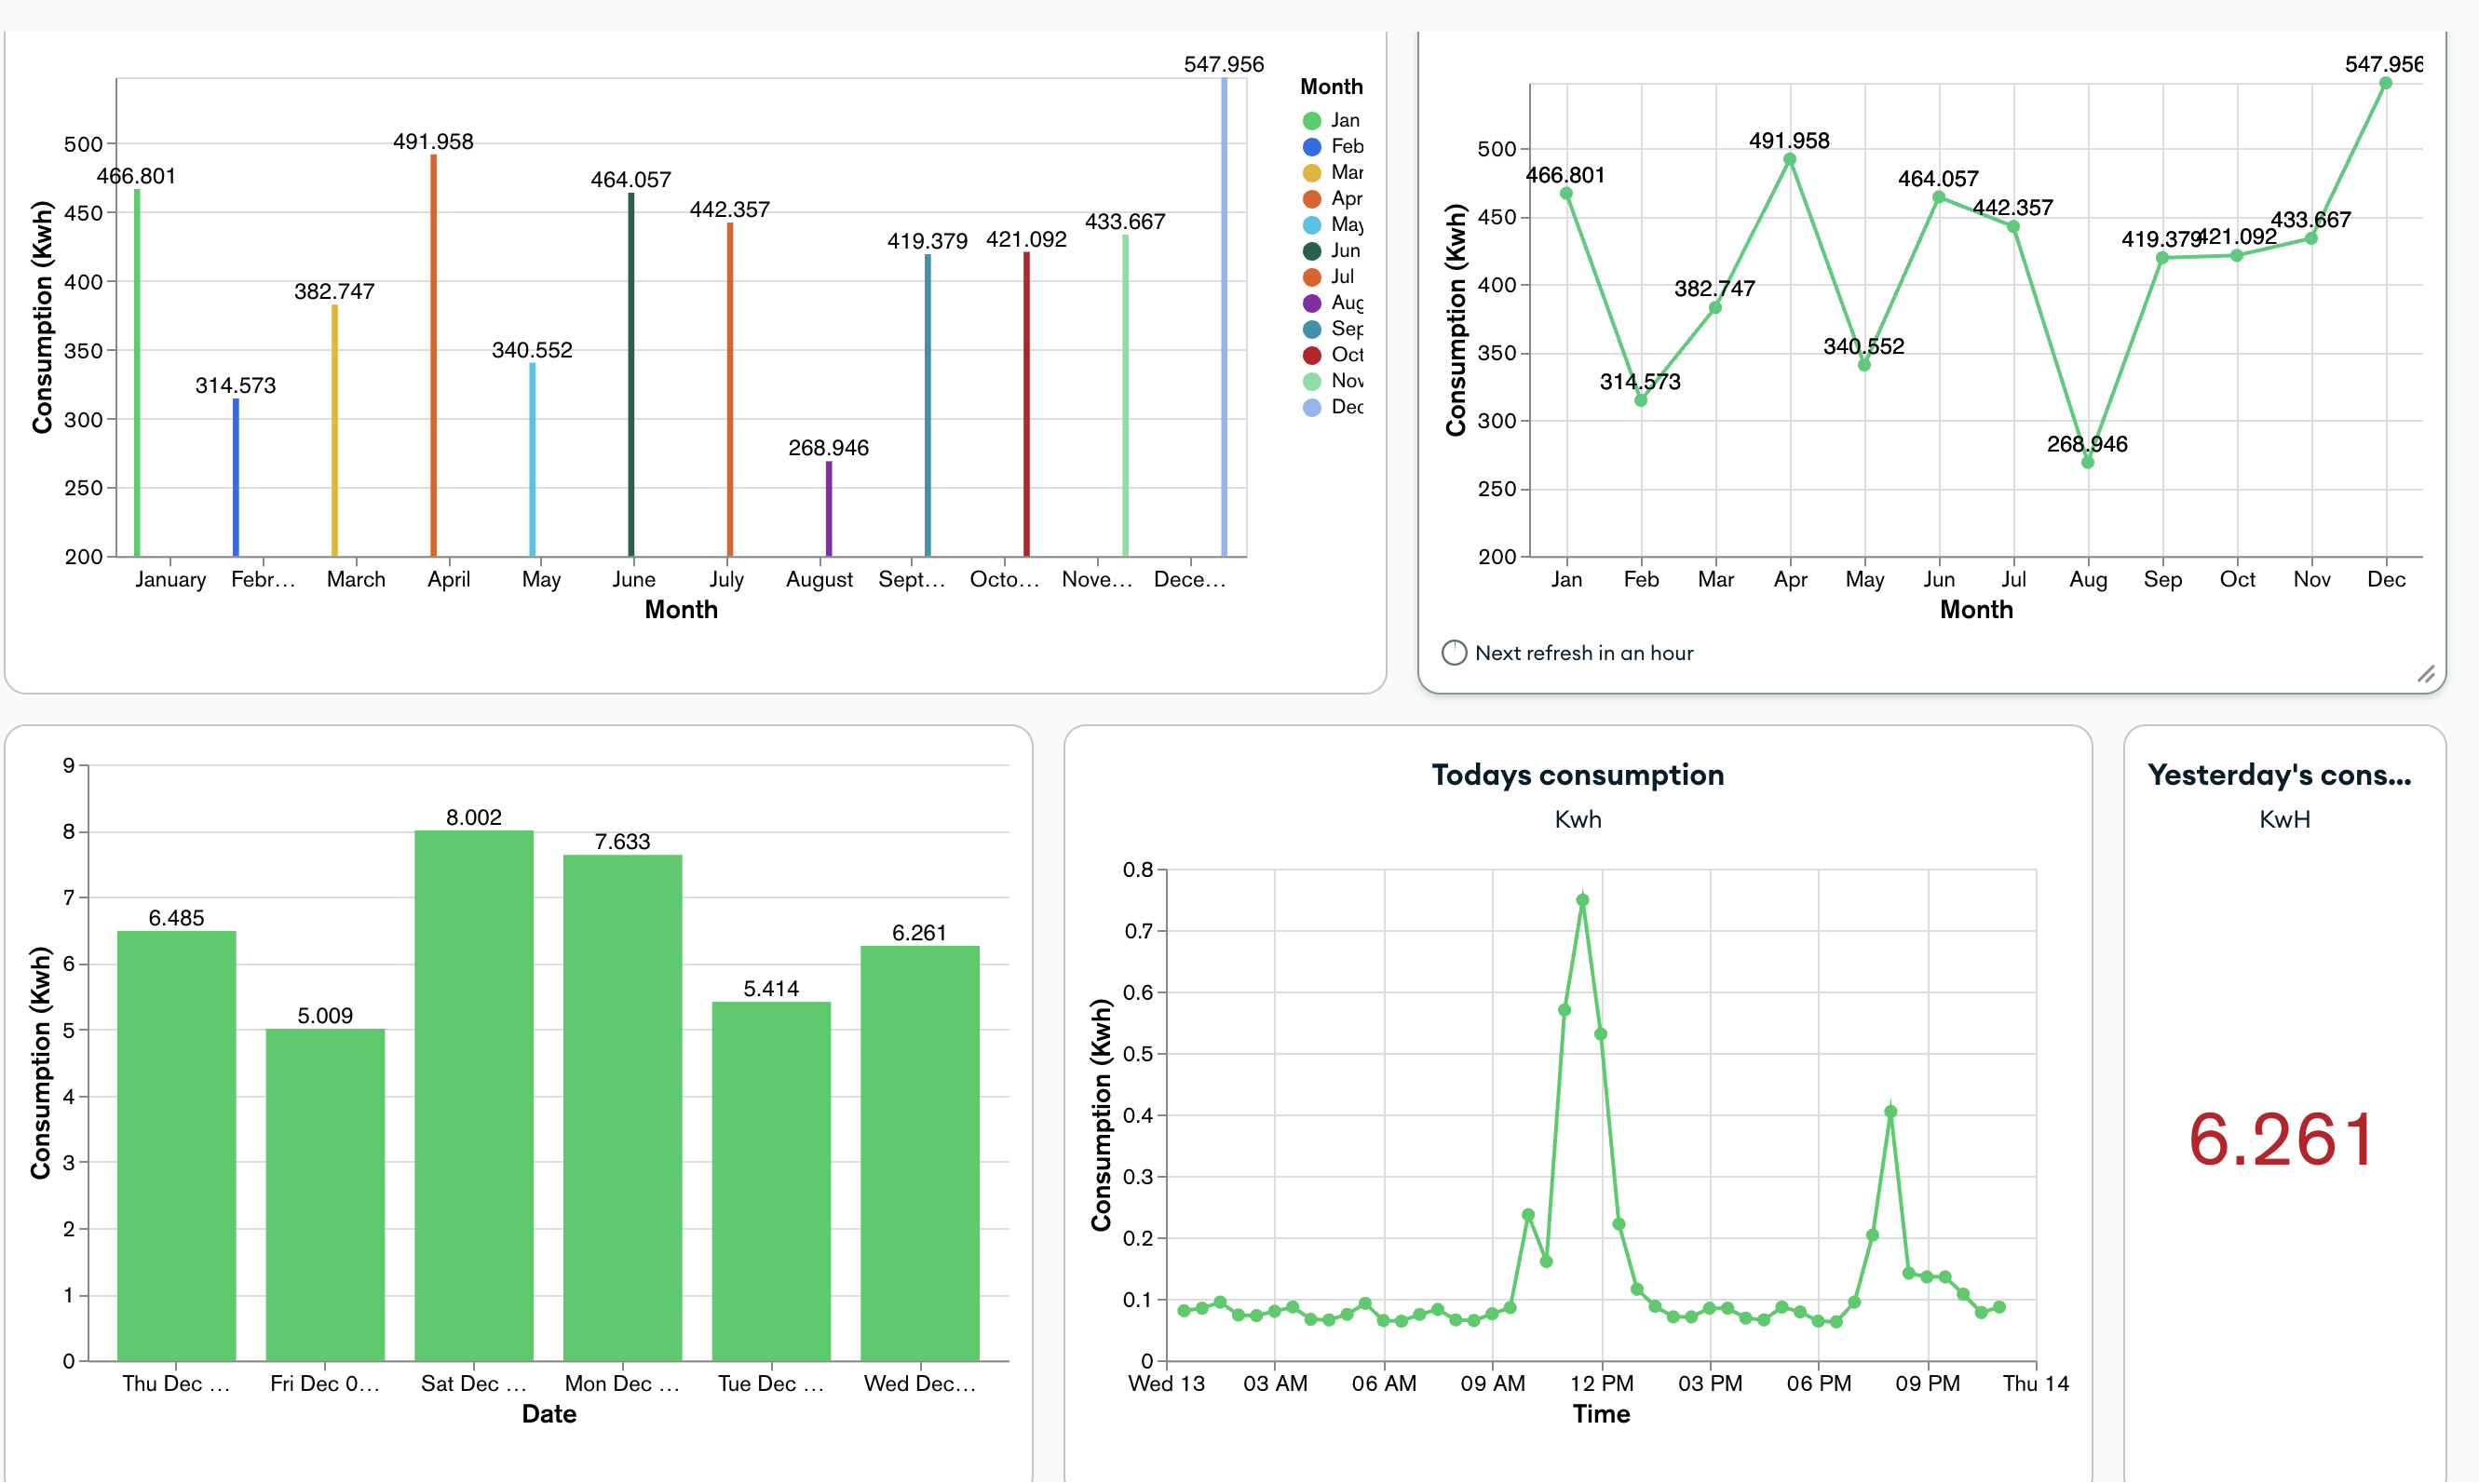 547.956
491.958
466.801
464.057
442.357
433.667
419.379
421.092
382.747
340.552
314.573
268.946
500
450
400
350
300
250
200
Consumption (Kwh)
January
Febr…
March
April
May
June
July
August
Sept…
Octo…
Nove…
Dece…
Month
Month
Jan
Feb
Mar
Apr
May
Jun
Jul
Aug
Sep
Oct
Nov
Dec
547.956
491.958
466.801
464.057
442.357
433.667
419.379
421.092
382.747
340.552
314.573
268.946
500
450
400
350
300
250
200
Consumption (Kwh)
Jan
Feb
Mar
Apr
May
Jun
Jul
Aug
Sep
Oct
Nov
Dec
Month
Next refresh in an hour
9
8
7
6
5
4
3
2
1
0
Consumption (Kwh)
6.485
5.009
8.002
7.633
5.414
6.261
Thu Dec …
Fri Dec 0…
Sat Dec …
Mon Dec …
Tue Dec …
Wed Dec…
Date
Todays consumption
Kwh
0.8
0.7
0.6
0.5
0.4
0.3
0.2
0.1
0
Consumption (Kwh)
Wed 13
03 AM
06 AM
09 AM
12 PM
03 PM
06 PM
09 PM
Thu 14
Time
Yesterday's cons...
KwH
6.261